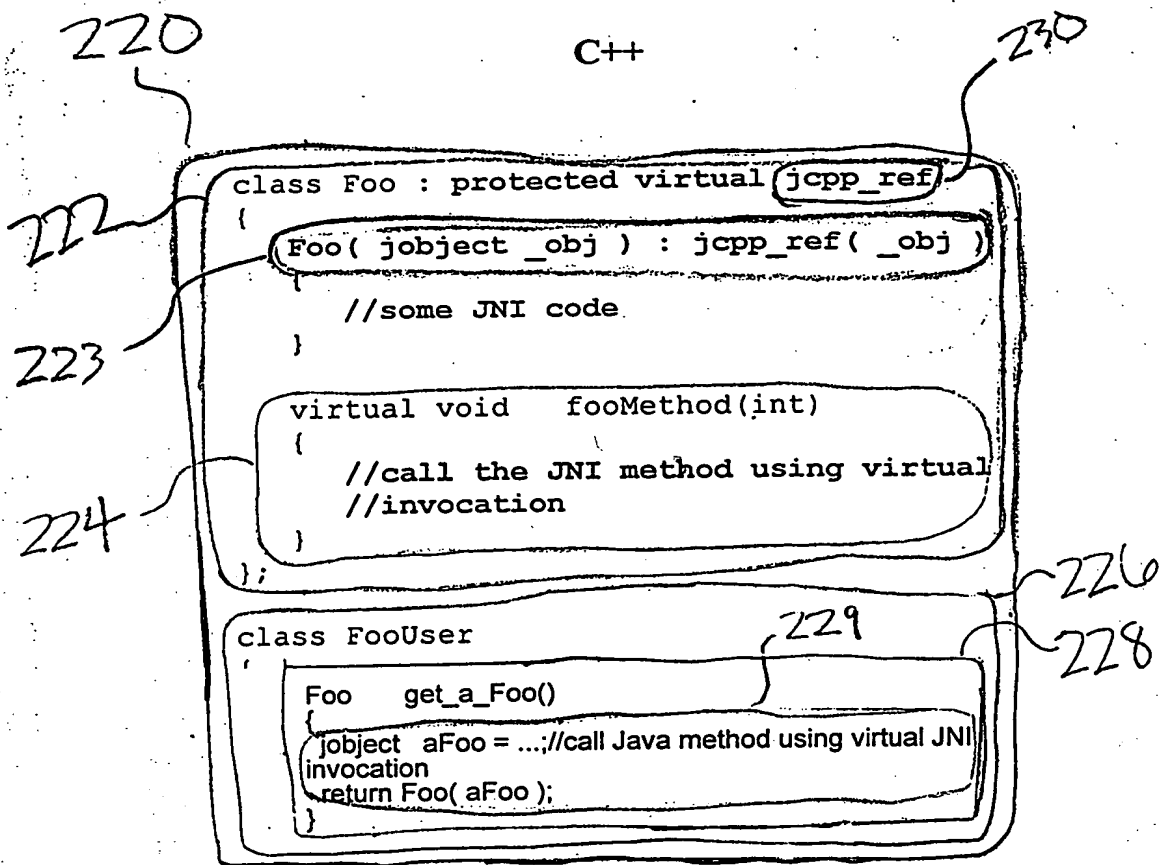 220
C++
230
class Foo : protected virtual jcpp_ref
222
{
Foo( jobject _obj ) : jcpp_ref( _obj )
{
//some JNI code
223
}
virtual void fooMethod(int)
{
//call the JNI method using virtual
//invocation
224
}
};
226
class FooUser
229
228
{
Foo get_a_Foo()
{
jobject aFoo = ...;//call Java method using virtual JNI
invocation
return Foo( aFoo );
}